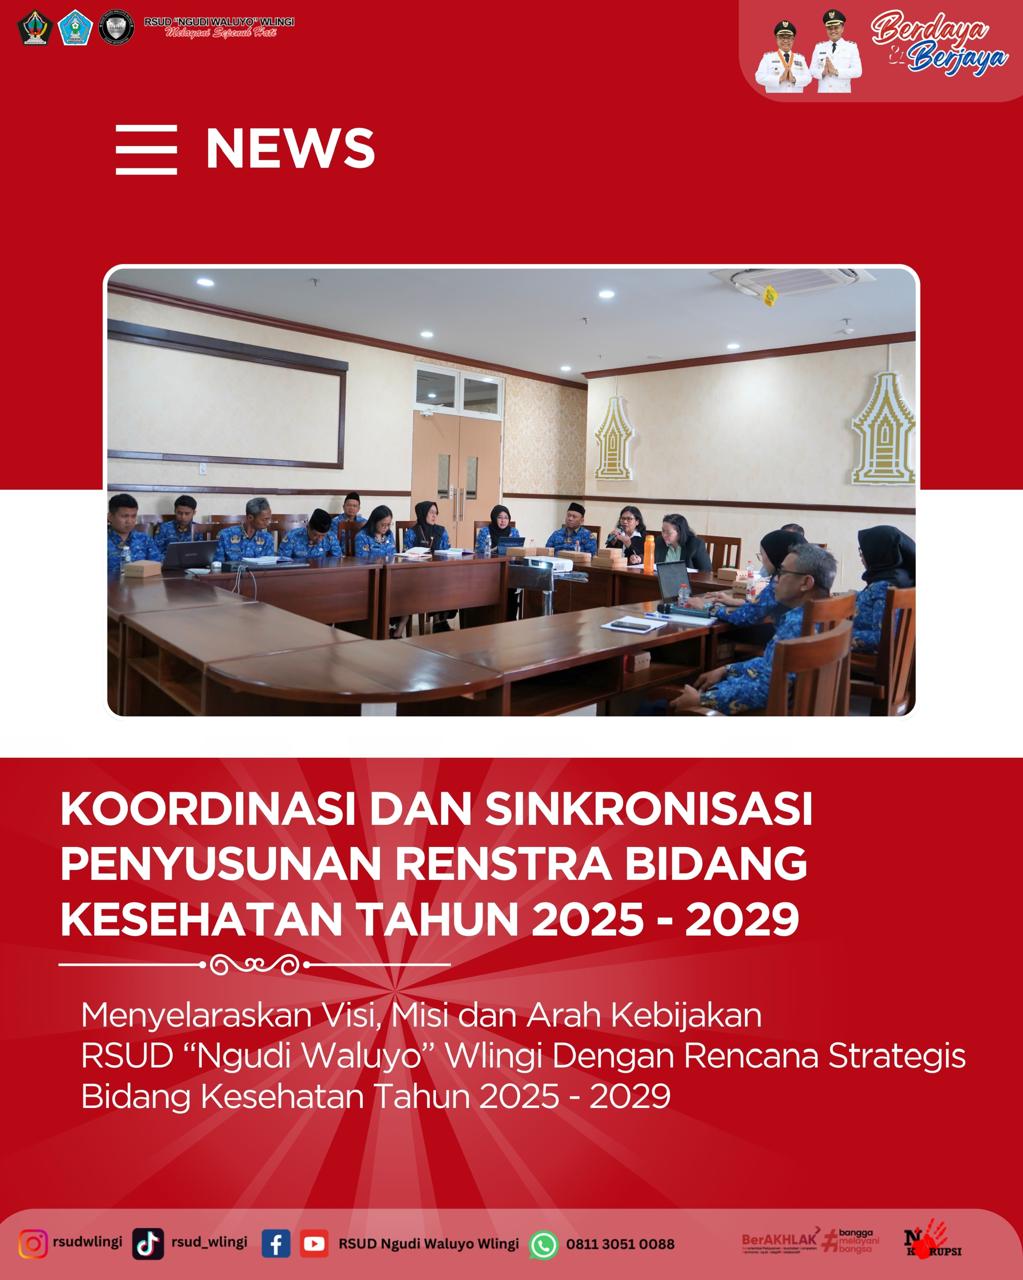 RSUD "NGUDI WALUYO" WLINGI
Melayani Sepenuh Hati
Berdaya
& Berjaya
NEWS
KOORDINASI DAN SINKRONISASI
PENYUSUNAN RENSTRA BIDANG
KESEHATAN TAHUN 2025 - 2029
Menyelaraskan Visi, Misi dan Arah Kebijakan
RSUD “Ngudi Waluyo” Wlingi Dengan Rencana Strategis
Bidang Kesehatan Tahun 2025 - 2029
rsudwlingi
rsud_wlingi
RSUD Ngudi Waluyo Wlingi
0811 3051 0088
BerAKHLAK
#bangga
melayani
bangsa
NO
KORUPSI